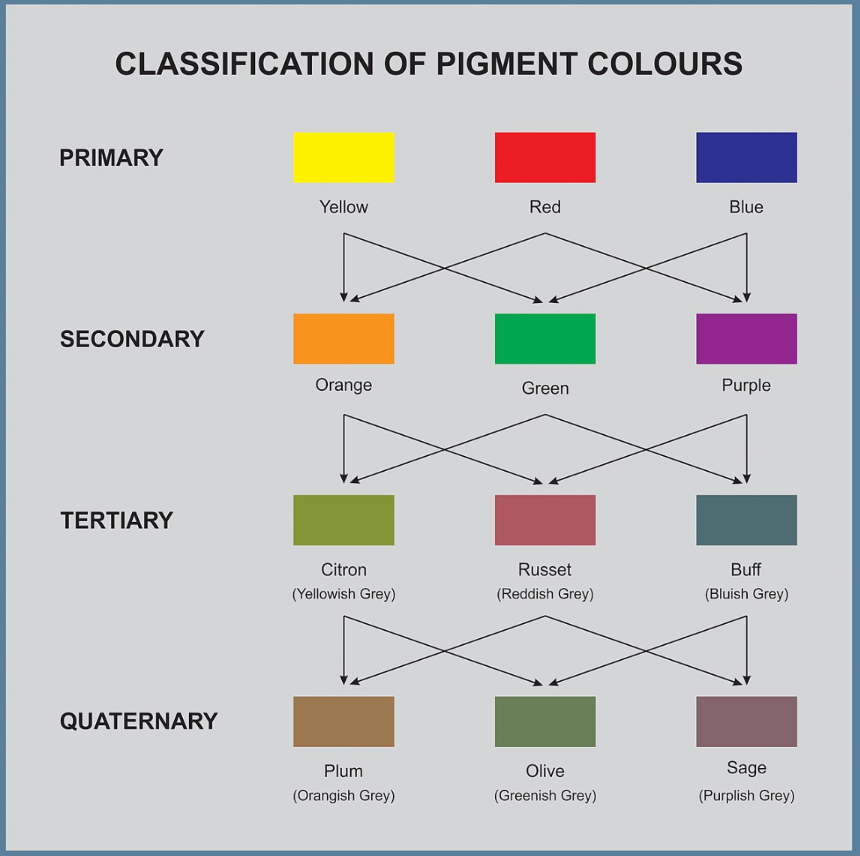 CLASSIFICATION OF PIGMENT COLOURS
PRIMARY
Yellow
Red
Blue
SECONDARY
Orange
Green
Purple
TERTIARY
Citron
(Yellowish Grey)
Russet
(Reddish Grey)
Buff
(Bluish Grey)
QUATERNARY
Plum
(Orangish Grey)
Olive
(Greenish Grey)
Sage
(Purplish Grey)